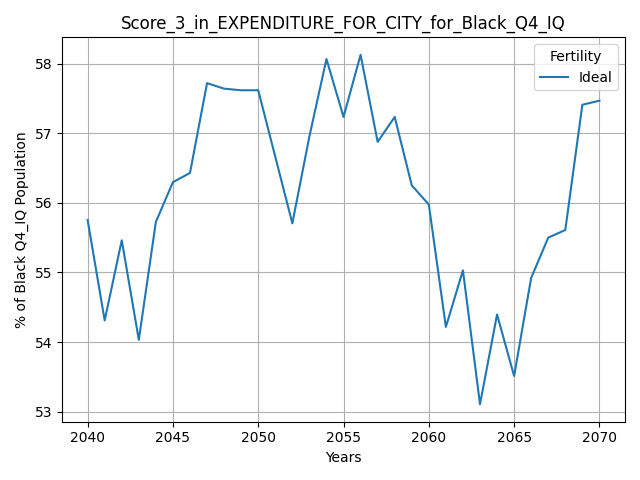 Score_3_in_EXPENDITURE_FOR_CITY_for_Black_Q4_IQ
Fertility
Ideal
58
57
56
55
54
53
% of Black Q4_IQ Population
2040 2045 2050 2055 2060 2065 2070
Years